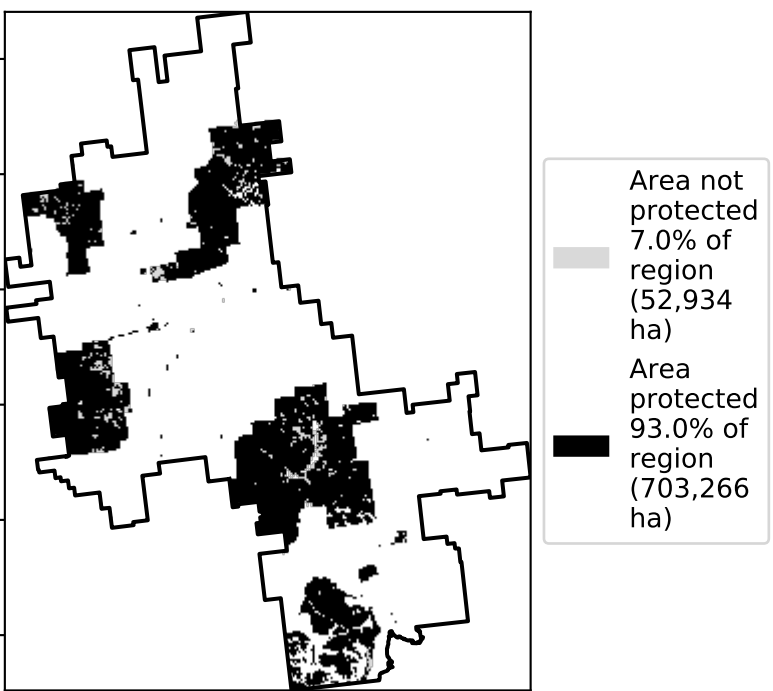 Area not
protected
7.0% of
region
(52,934
ha)
Area
protected
93.0% of
region
(703,266
ha)